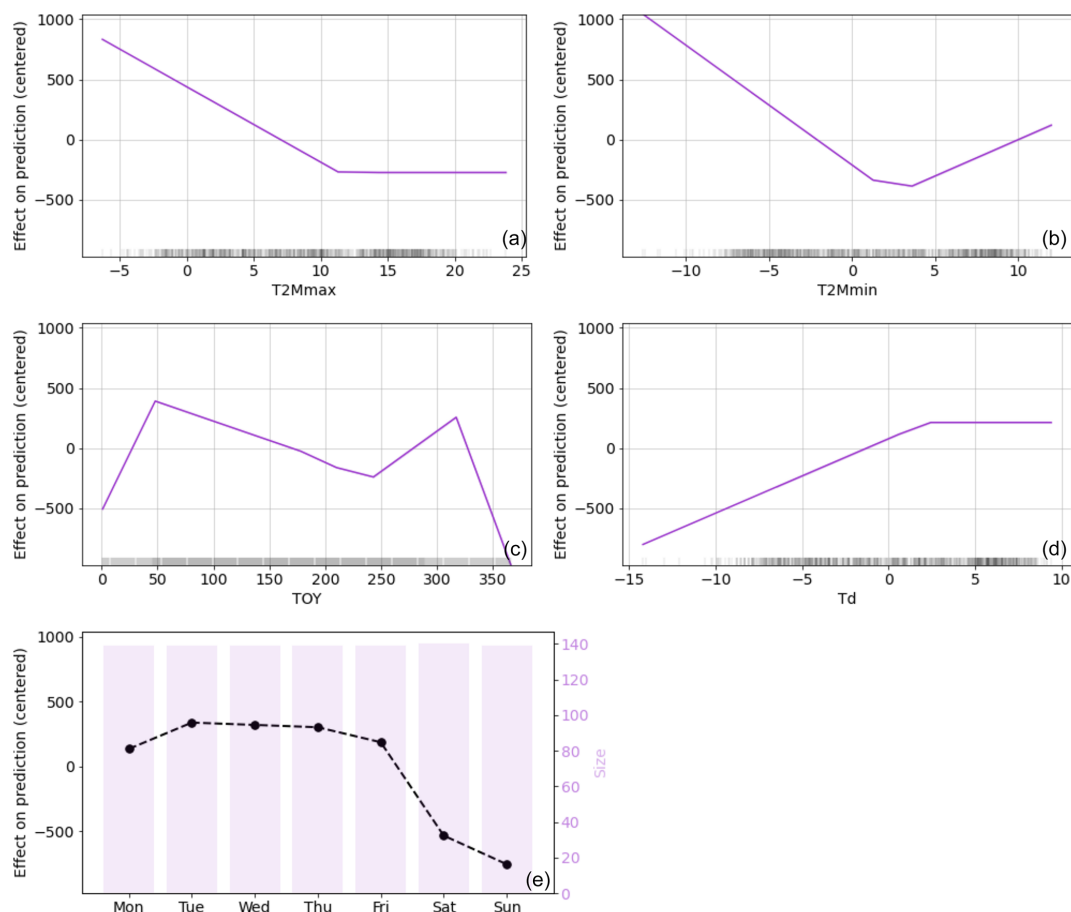 1000
500
0
−500
Effect on prediction (centered)
−5
0
5
10
15
20
25
T2Mmax
(a)
1000
500
0
−500
Effect on prediction (centered)
−10
−5
0
5
10
T2Mmin
(b)
1000
500
0
−500
Effect on prediction (centered)
0
50
100
150
200
250
300
350
TOY
(c)
1000
500
0
−500
Effect on prediction (centered)
−15
−10
−5
0
5
10
Td
(d)
1000
500
0
−500
Effect on prediction (centered)
Mon
Tue
Wed
Thu
Fri
Sat
Sun
140
120
100
80
60
40
20
0
Size
(e)